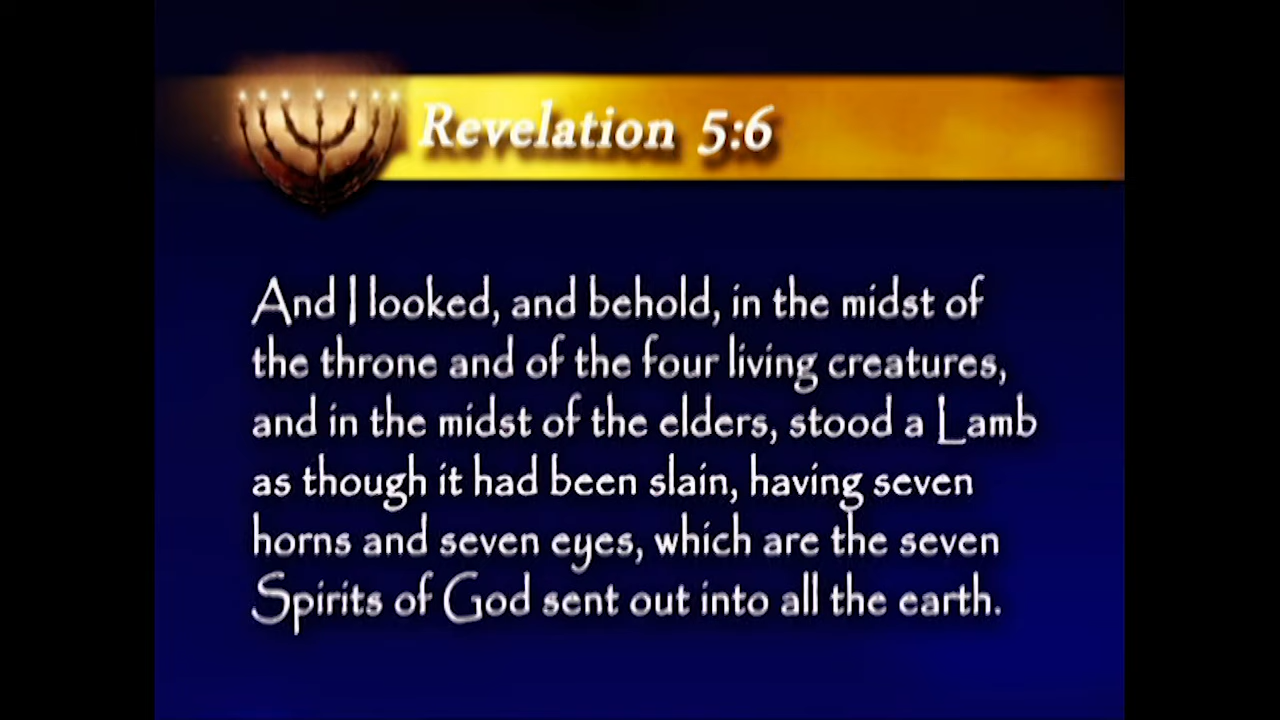 Revelation 5:6
And I looked, and behold, in the midst of
the throne and of the four living creatures,
and in the midst of the elders, stood a Lamb
as though it had been slain, having seven
horns and seven eyes, which are the seven
Spirits of God sent out into all the earth.